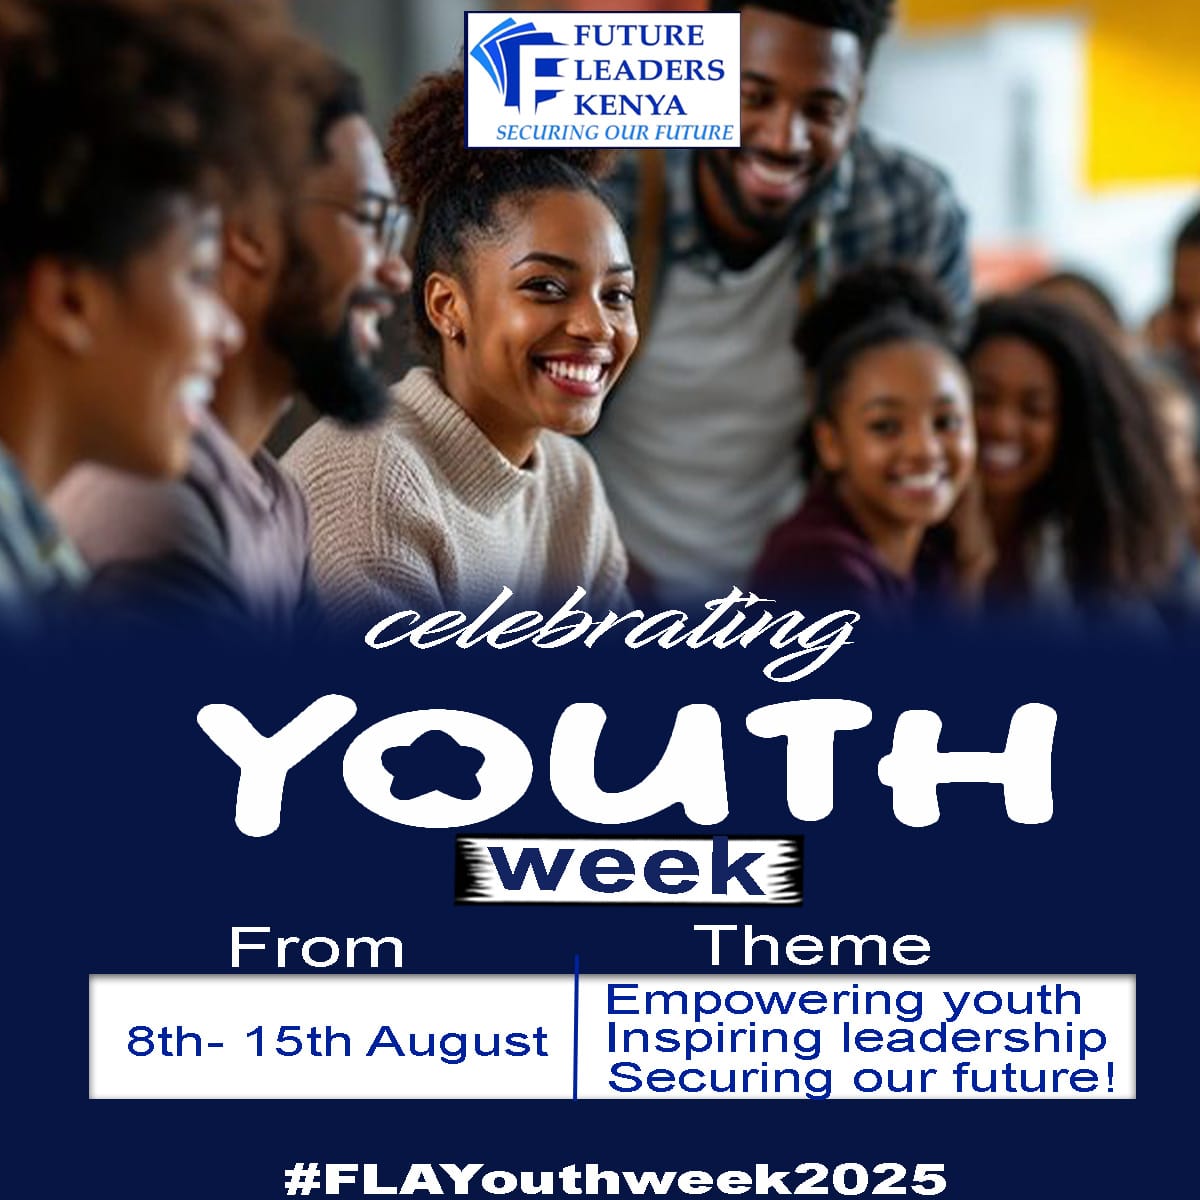 FUTURE
LEADERS
KENYA
SECURING OUR FUTURE
celebrating
YOUTH
week
From
8th- 15th August
Theme
Empowering youth
Inspiring leadership
Securing our future!
#FLAYouthweek2025